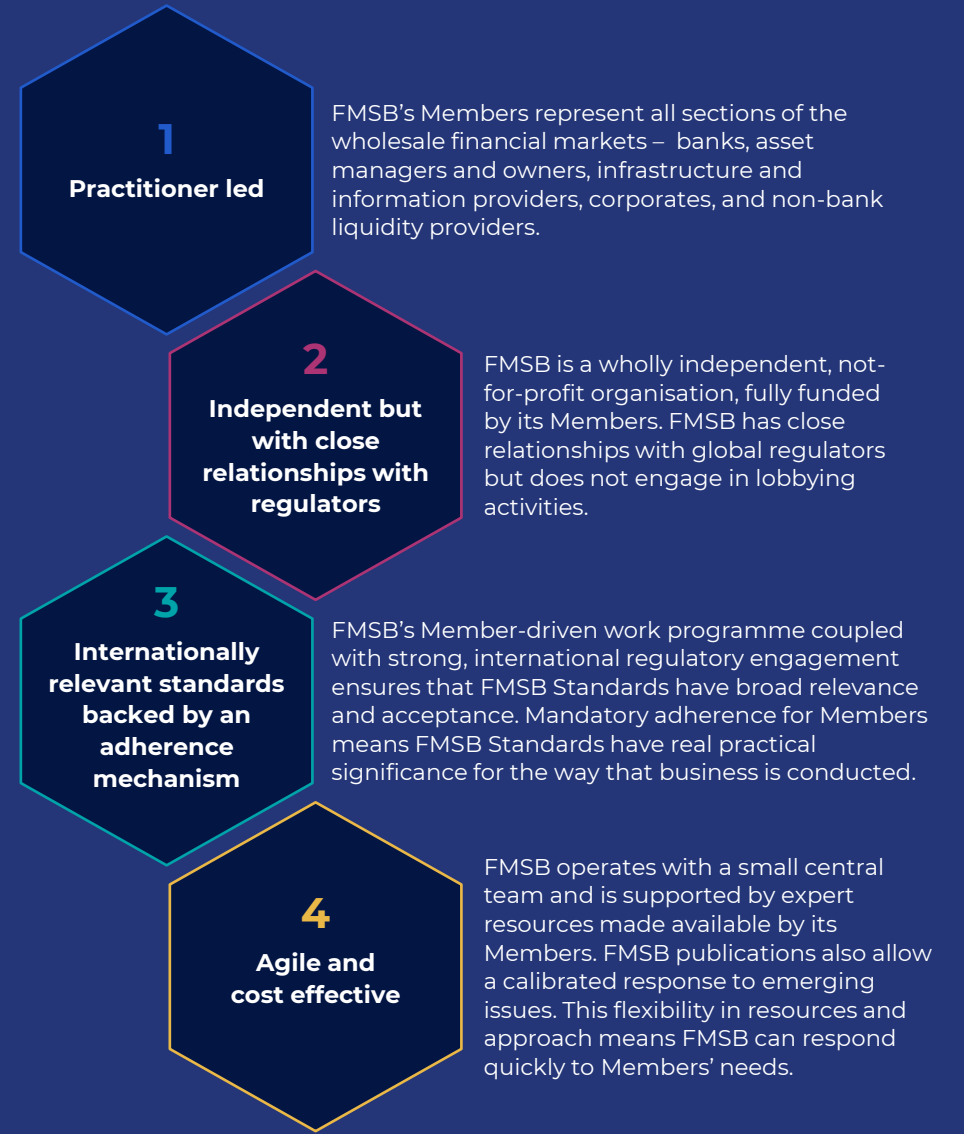 1
Practitioner led
FMSB’s Members represent all sections of the
wholesale financial markets –  banks, asset
managers and owners, infrastructure and
information providers, corporates, and non-bank
liquidity providers.
2
Independent but
with close
relationships with
regulators
FMSB is a wholly independent, not-
for-profit organisation, fully funded
by its Members. FMSB has close
relationships with global regulators
but does not engage in lobbying
activities.
3
Internationally
relevant standards
backed by an
adherence
mechanism
FMSB’s Member-driven work programme coupled
with strong, international regulatory engagement
ensures that FMSB Standards have broad relevance
and acceptance. Mandatory adherence for Members
means FMSB Standards have real practical
significance for the way that business is conducted.
4
Agile and
cost effective
FMSB operates with a small central
team and is supported by expert
resources made available by its
Members. FMSB publications also allow
a calibrated response to emerging
issues. This flexibility in resources and
approach means FMSB can respond
quickly to Members’ needs.